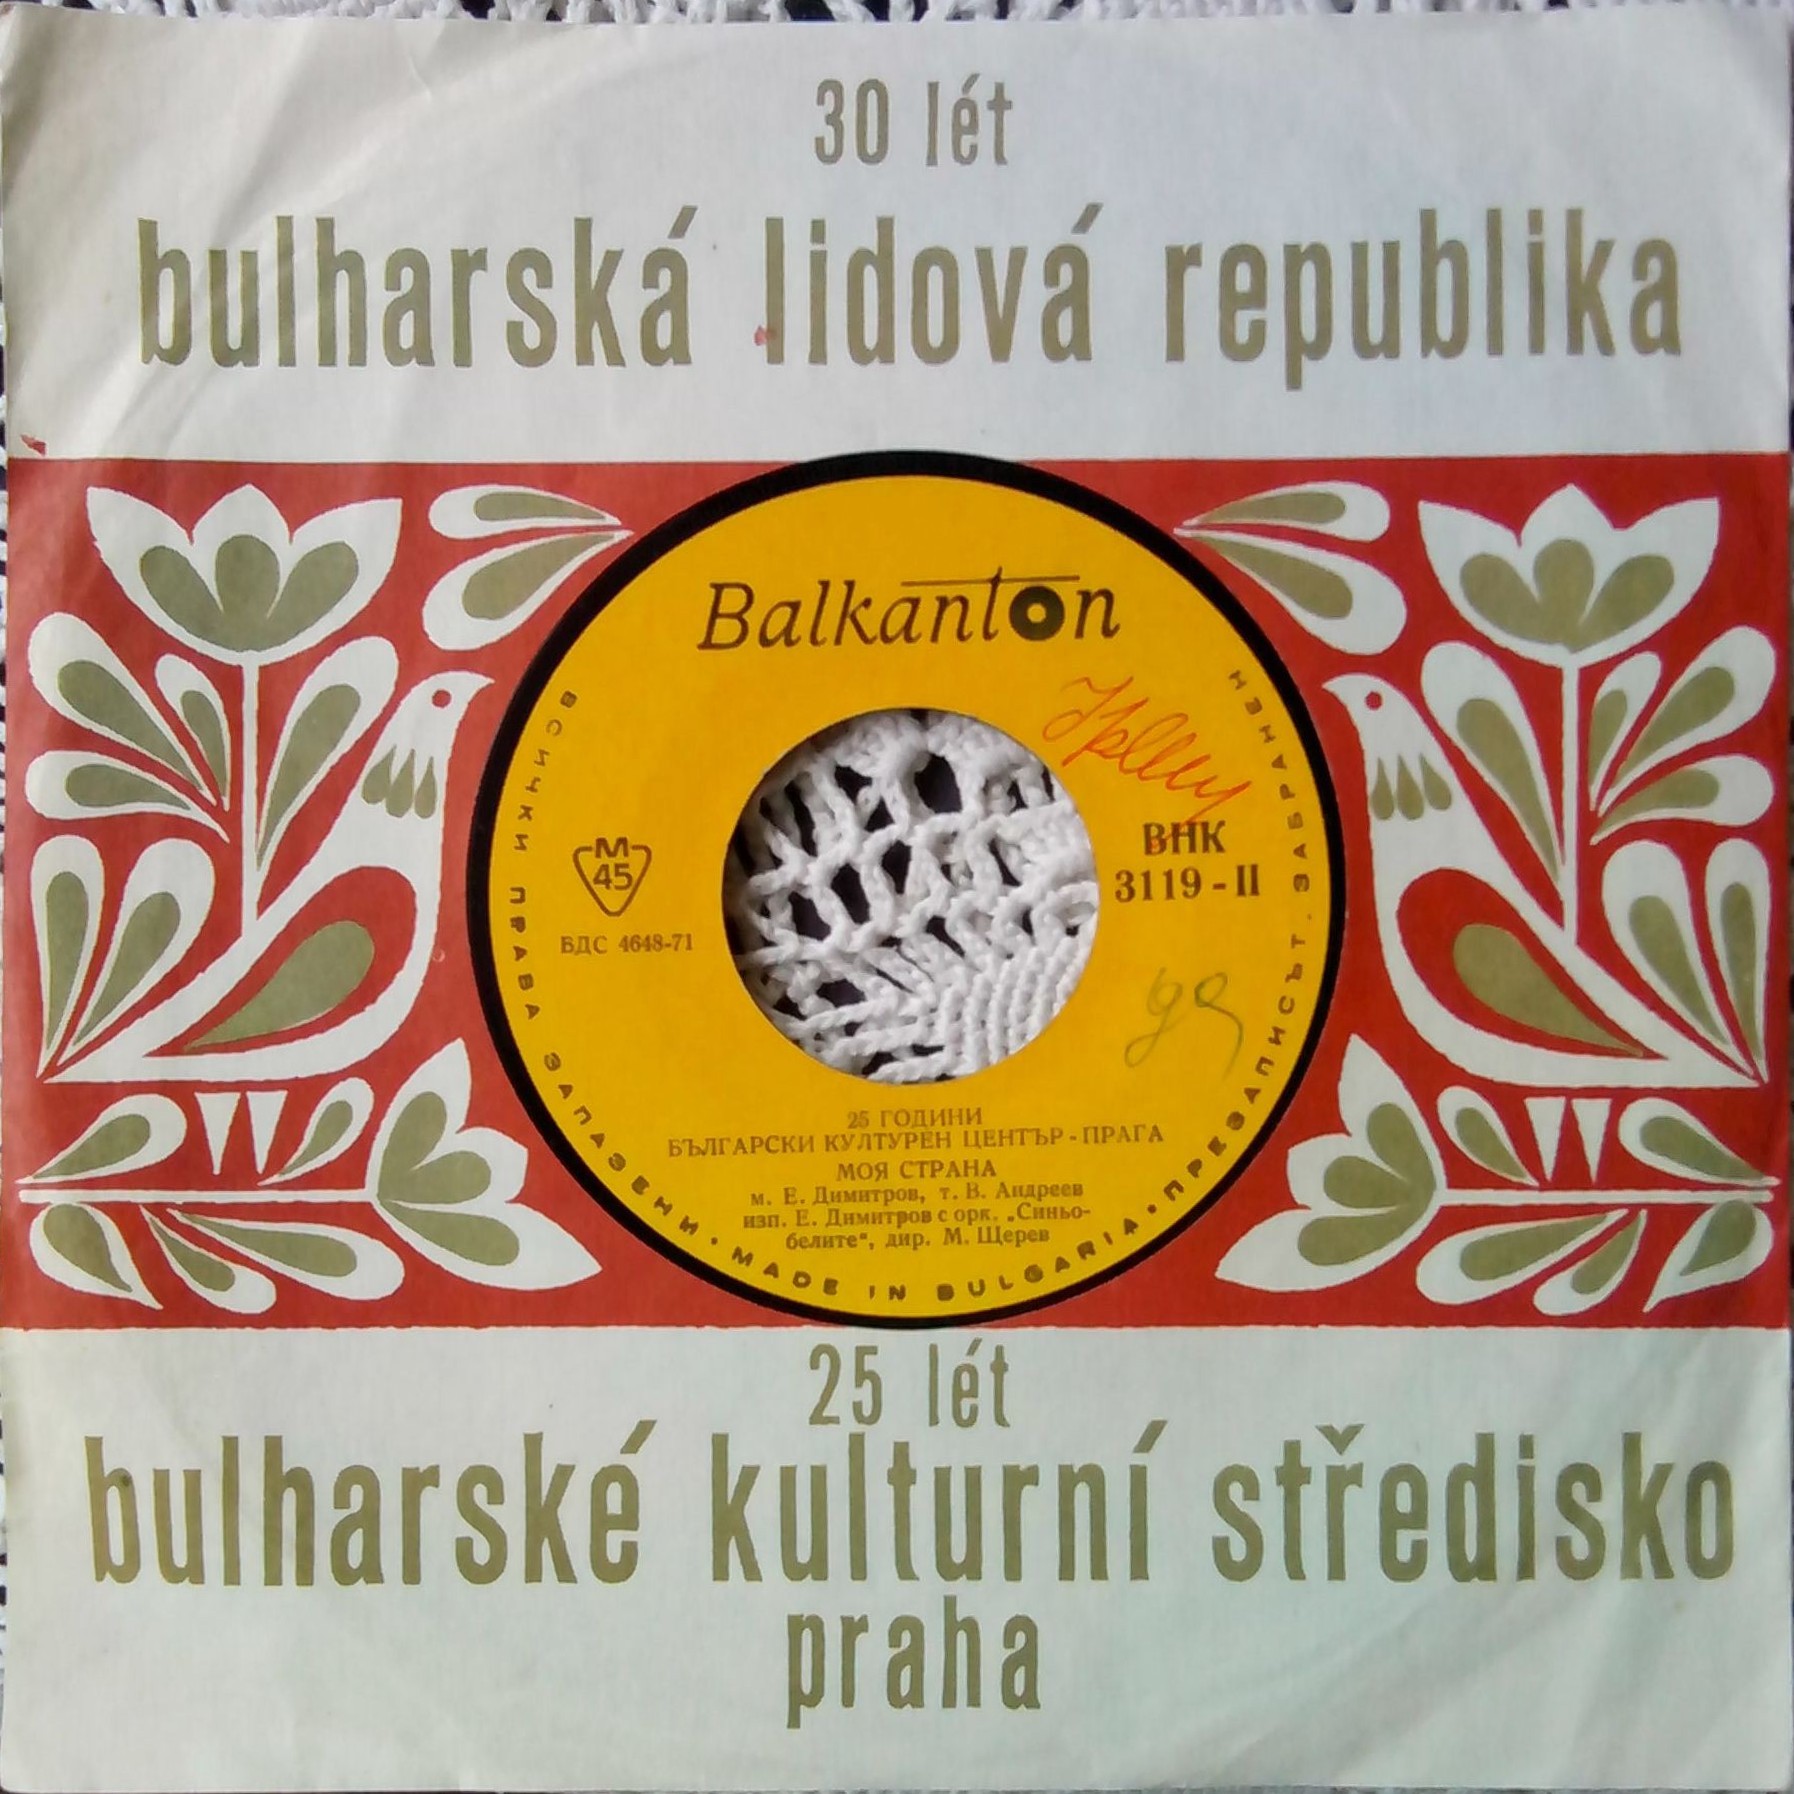 30 lét
bulharská lidová republika
Balkanton
ВСИЧКИ ПРАВА ЗАПАЗЕНИ • MADE IN BULGARIA • ПРЕЗАПИСЪТ ЗАБРАНЕН
М
45
БДС 4648-71
ВНК
3119 - II
25 ГОДИНИ
БЪЛГАРСКИ КУЛТУРЕН ЦЕНТЪР - ПРАГА
МОЯ СТРАНА
м. Е. Димитров, т. В. Андреев
изп. Е. Димитров с орк. „Синьо-
белите“, дир. М. Щерев
25 lét
bulharské kulturní středisko
praha